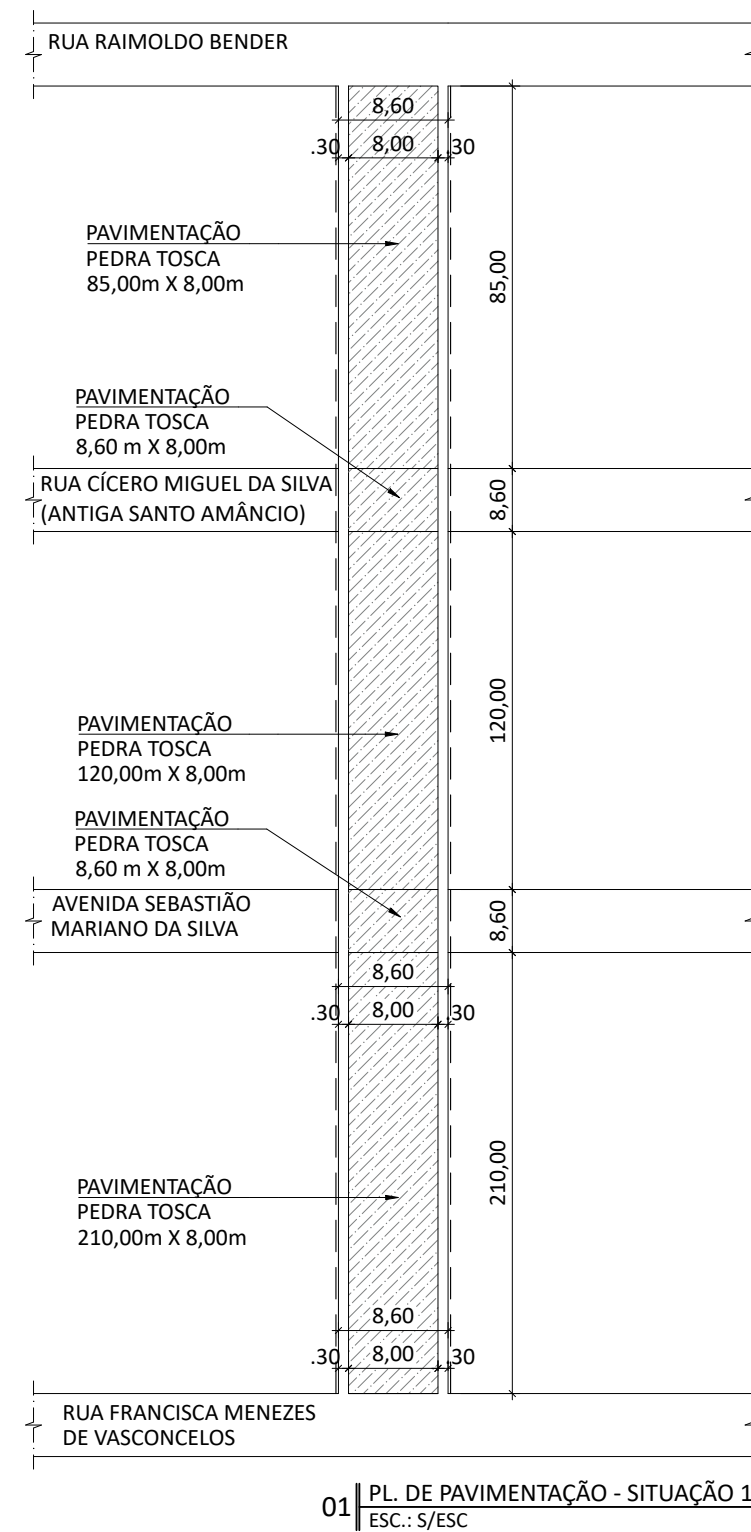 RUA RAIMOLDO BENDER
8,60
.30
8,00
.30
PAVIMENTAÇÃO
PEDRA TOSCA
85,00m X 8,00m
85,00
PAVIMENTAÇÃO
PEDRA TOSCA
8,60 m X 8,00m
RUA CÍCERO MIGUEL DA SILVA
(ANTIGA SANTO AMÂNCIO)
8,60
PAVIMENTAÇÃO
PEDRA TOSCA
120,00m X 8,00m
120,00
PAVIMENTAÇÃO
PEDRA TOSCA
8,60 m X 8,00m
AVENIDA SEBASTIÃO
MARIANO DA SILVA
8,60
8,60
.30
8,00
.30
PAVIMENTAÇÃO
PEDRA TOSCA
210,00m X 8,00m
210,00
8,60
.30
8,00
.30
RUA FRANCISCA MENEZES
DE VASCONCELOS
01
PL. DE PAVIMENTAÇÃO - SITUAÇÃO 1
ESC.: S/ESC